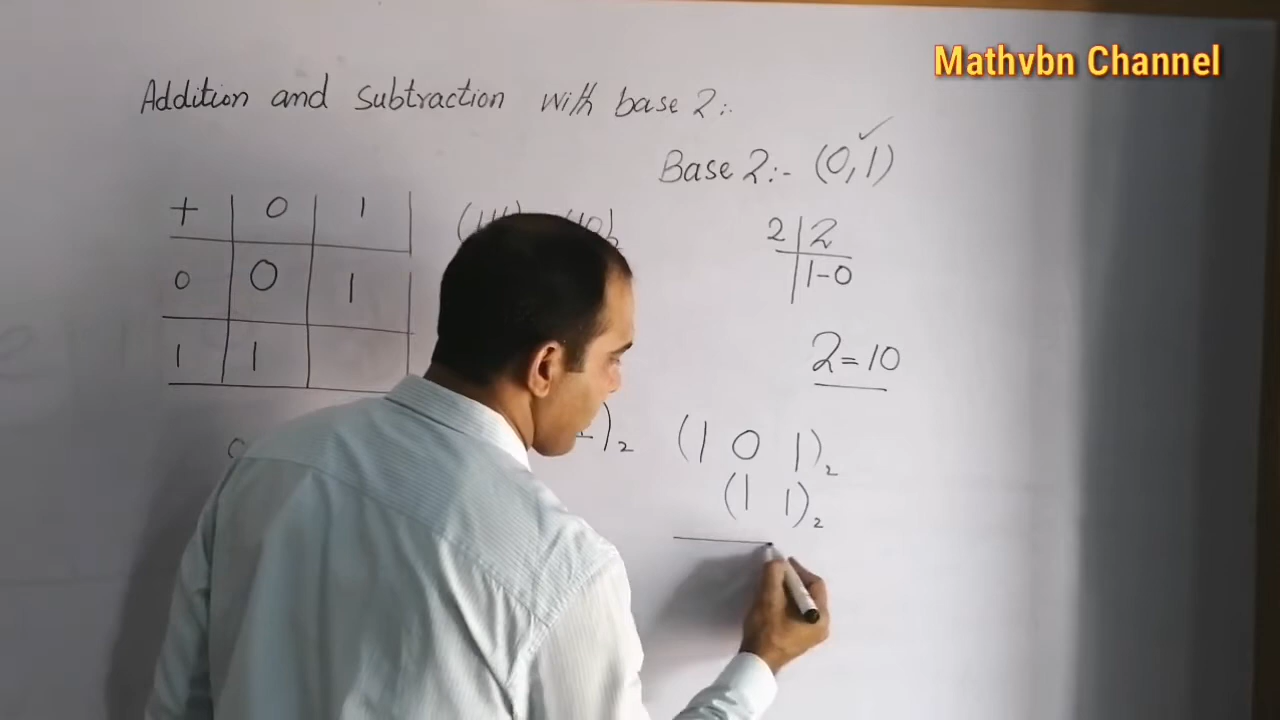 Mathvbn Channel
Addition and Subtraction with base 2:-
Base 2:- (0,1)
+ 0 1
0 0 1
1 1
2 | 2
1-0
2=10
(1 0 1)₂
(1 1)₂